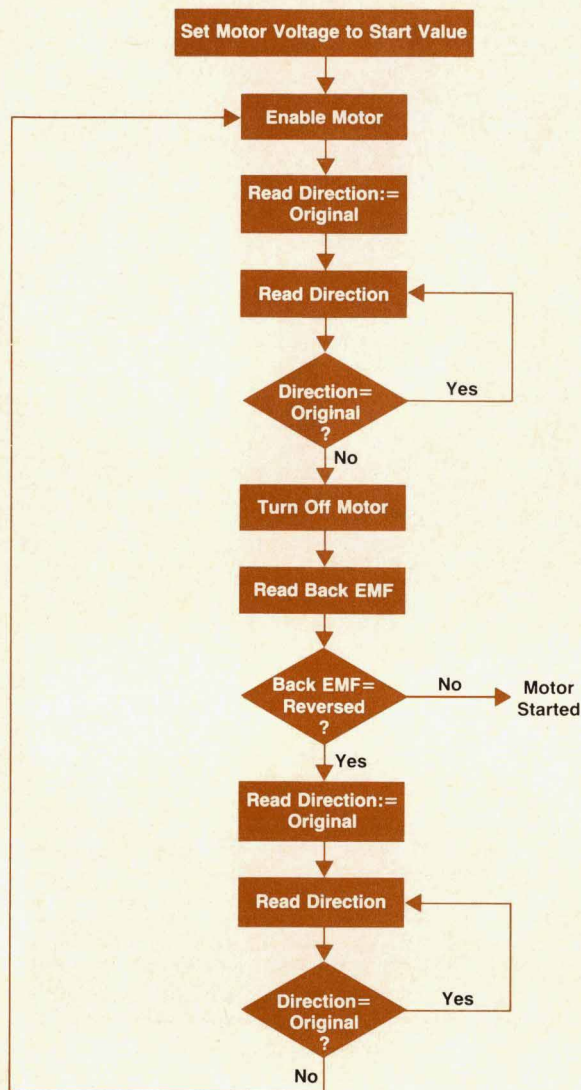 Set Motor Voltage to Start Value
Enable Motor
Read Direction:=
Original
Read Direction
Direction=
Original
?
Yes
No
Turn Off Motor
Read Back EMF
Back EMF=
Reversed
?
No
Motor
Started
Yes
Read Direction:=
Original
Read Direction
Direction=
Original
?
Yes
No